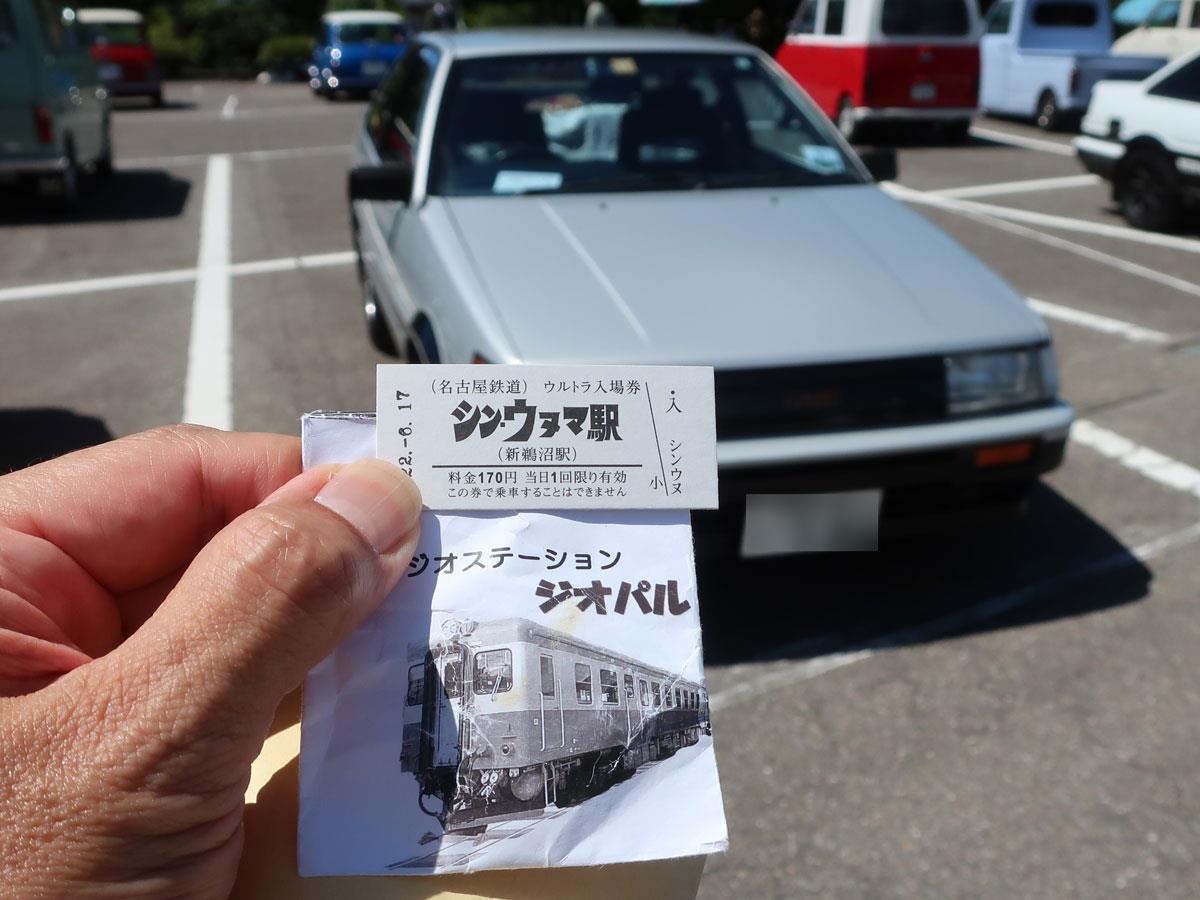 (名古屋鉄道) ウルトラ入場券
シン・ウヌマ駅
(新鵜沼駅)
料金170円 当日1回限り有効
この券で乗車することはできません
22.-6.17
・入
シンウヌ
小
ジオステーション
ジオパル